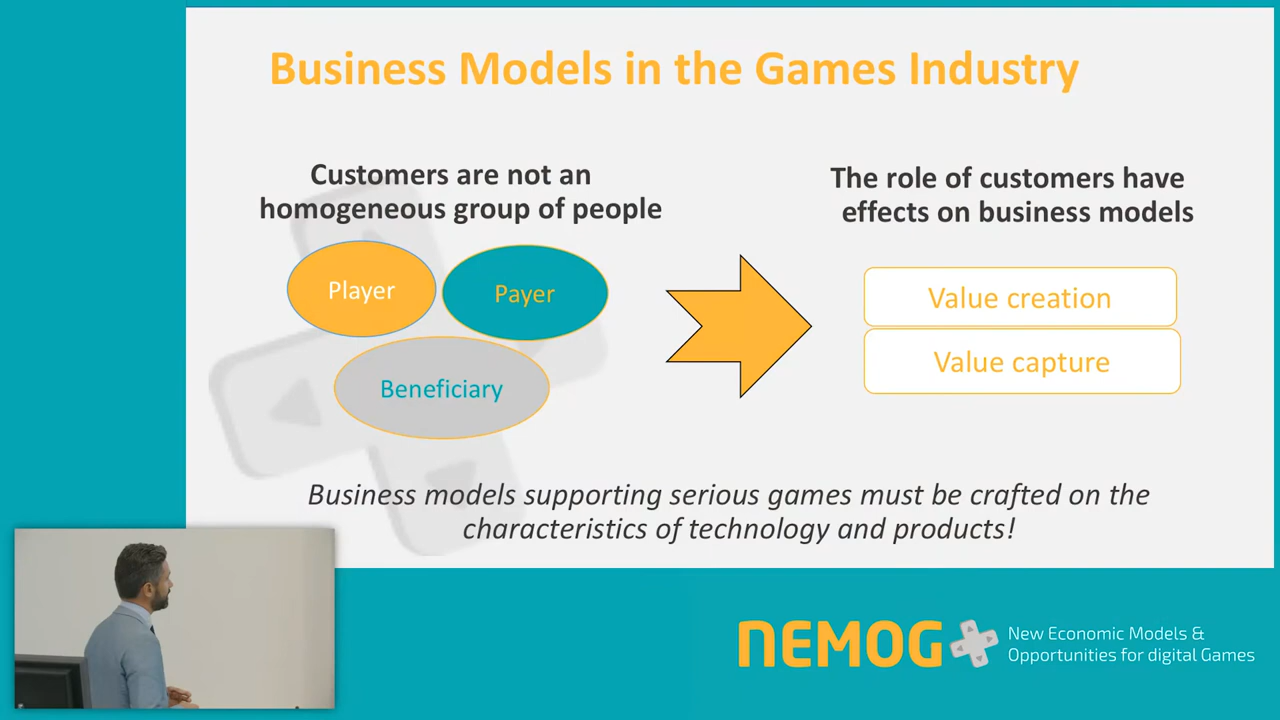 Business Models in the Games Industry
Customers are not an
homogeneous group of people
Player
Payer
Beneficiary
The role of customers have
effects on business models
Value creation
Value capture
Business models supporting serious games must be crafted on the
characteristics of technology and products!
NEMOG
New Economic Models &
Opportunities for digital Games